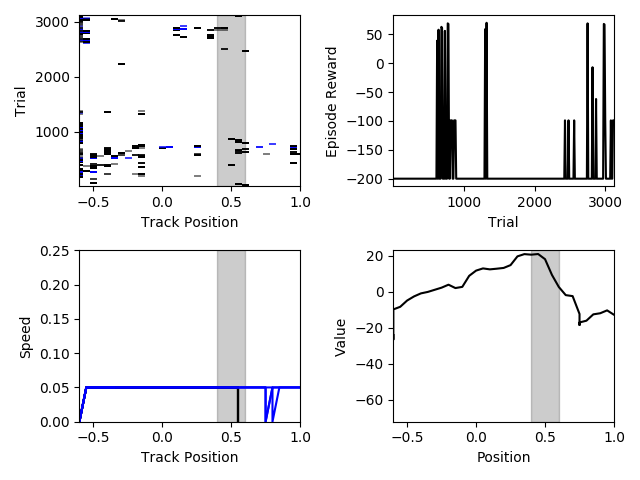 3000
2000
1000
Trial
−0.5 0.0 0.5 1.0
Track Position
50
0
−50
−100
−150
−200
Episode Reward
1000 2000 3000
Trial
0.25
0.20
0.15
0.10
0.05
0.00
Speed
−0.5 0.0 0.5 1.0
Track Position
20
0
−20
−40
−60
Value
−0.5 0.0 0.5 1.0
Position